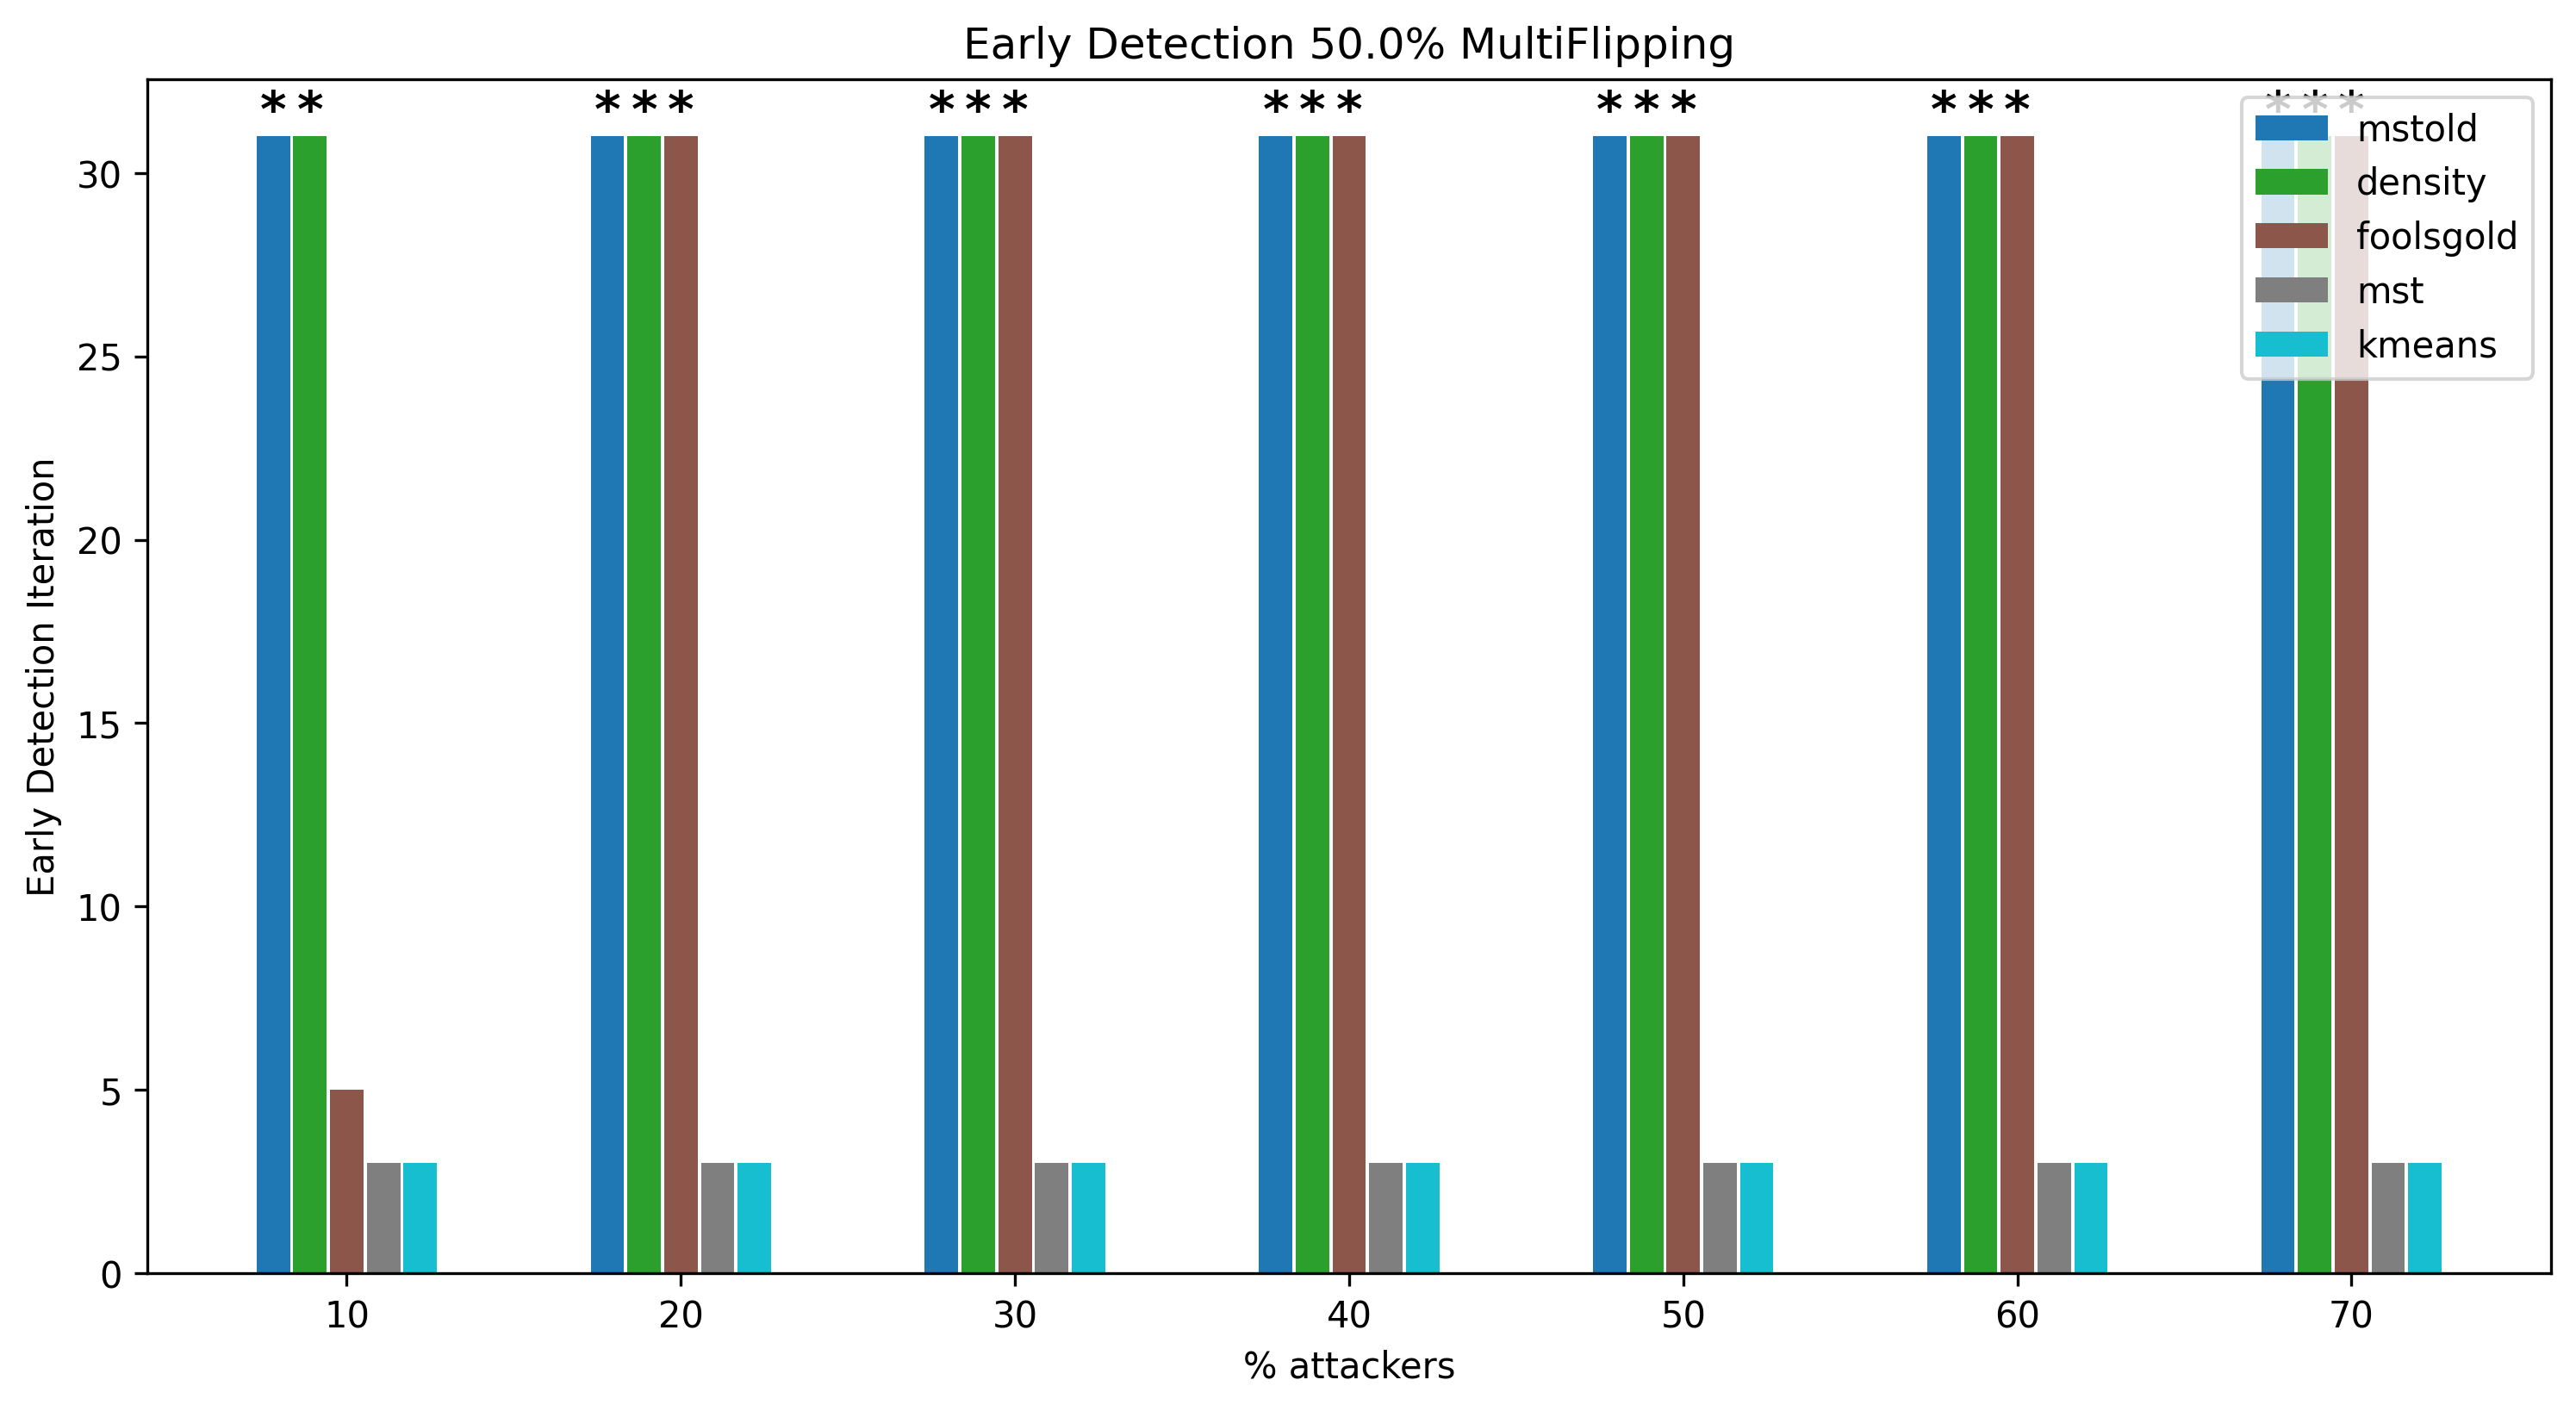 Early Detection 50.0% MultiFlipping
* * * * * * * * * * * * * * * * * * * *
mstold
density
foolsgold
mst
kmeans
Early Detection Iteration
30
25
20
15
10
5
0
10 20 30 40 50 60 70
% attackers